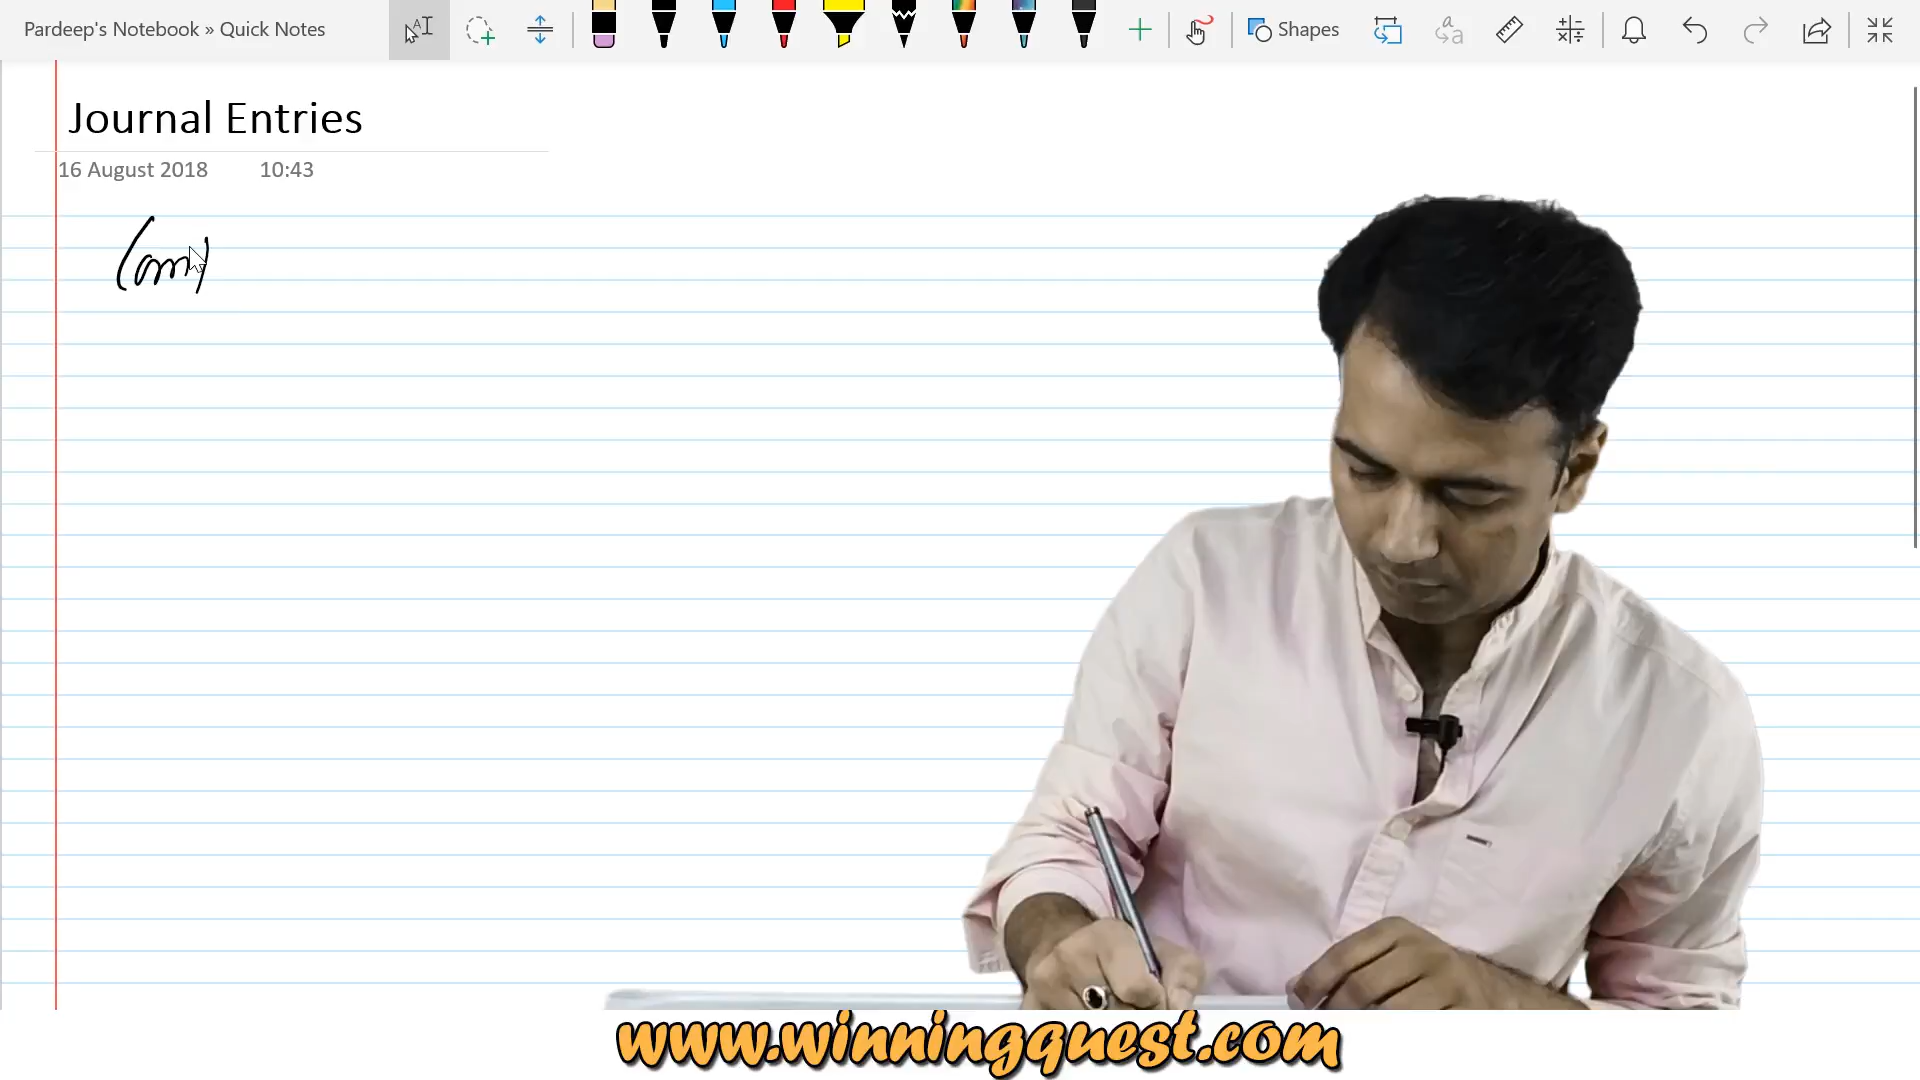 Pardeep's Notebook » Quick Notes
Shapes
Journal Entries
16 August 2018 10:43
www.winningquest.com